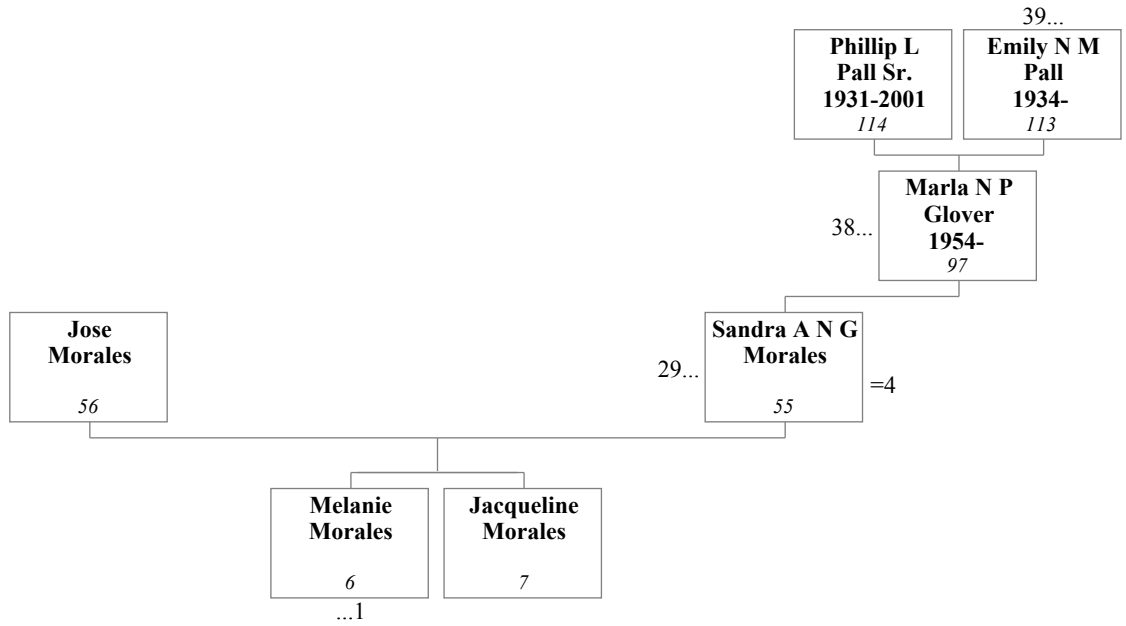 39...
Phillip L
Pall Sr.
1931-2001
114
Emily N M
Pall
1934-
113
Marla N P
Glover
1954-
97
38...
Jose
Morales
56
Sandra A N G
Morales
55
29...
=4
Melanie
Morales
6
...1
Jacqueline
Morales
7